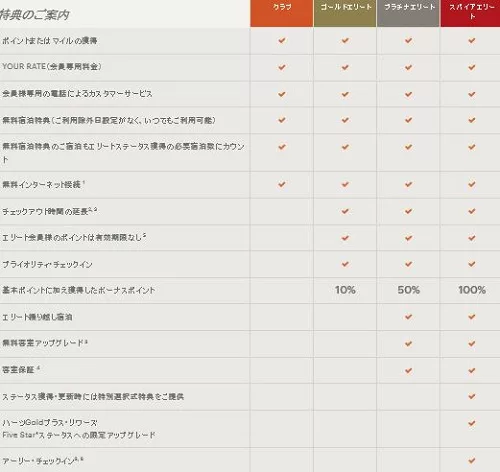 特典のご案内
クラブ ゴールドエリート プラチナエリート スパイアエリート
ポイントまたはマイルの獲得
YOUR RATE（会員専用料金）
会員様専用の電話によるカスタマーサービス
無料宿泊特典（ご利用除外日設定がなく、いつでもご利用可能）
無料宿泊特典のご宿泊もエリートステータス獲得の必要宿泊数にカウン
ト
無料インターネット接続1
チェックアウト時間の延長2, 3
エリート会員様のポイントは有効期限なし5
プライオリティ・チェックイン
基本ポイントに加え獲得したボーナスポイント 10% 50% 100%
エリート繰り越し宿泊
無料客室アップグレード3
客室保証4
ステータス獲得・更新時には特別選択式特典をご提供
ハーツGoldプラス・リワーズ
Five Star®ステータスへの限定アップグレード
アーリー・チェックイン